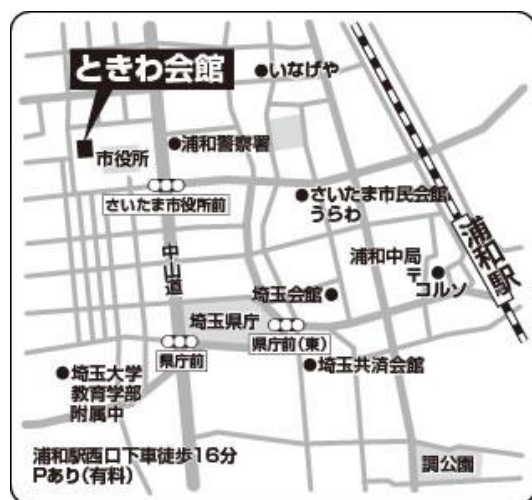 ときわ会館
いなげや
市役所
浦和警察署
さいたま市役所前
さいたま市民会館
うらわ
中山道
浦和駅
浦和中局
〒
コルソ
埼玉会館
埼玉県庁
県庁前
県庁前(東)
埼玉大学
教育学部
附属中
埼玉共済会館
調公園
浦和駅西口下車徒歩16分
Pあり(有料)